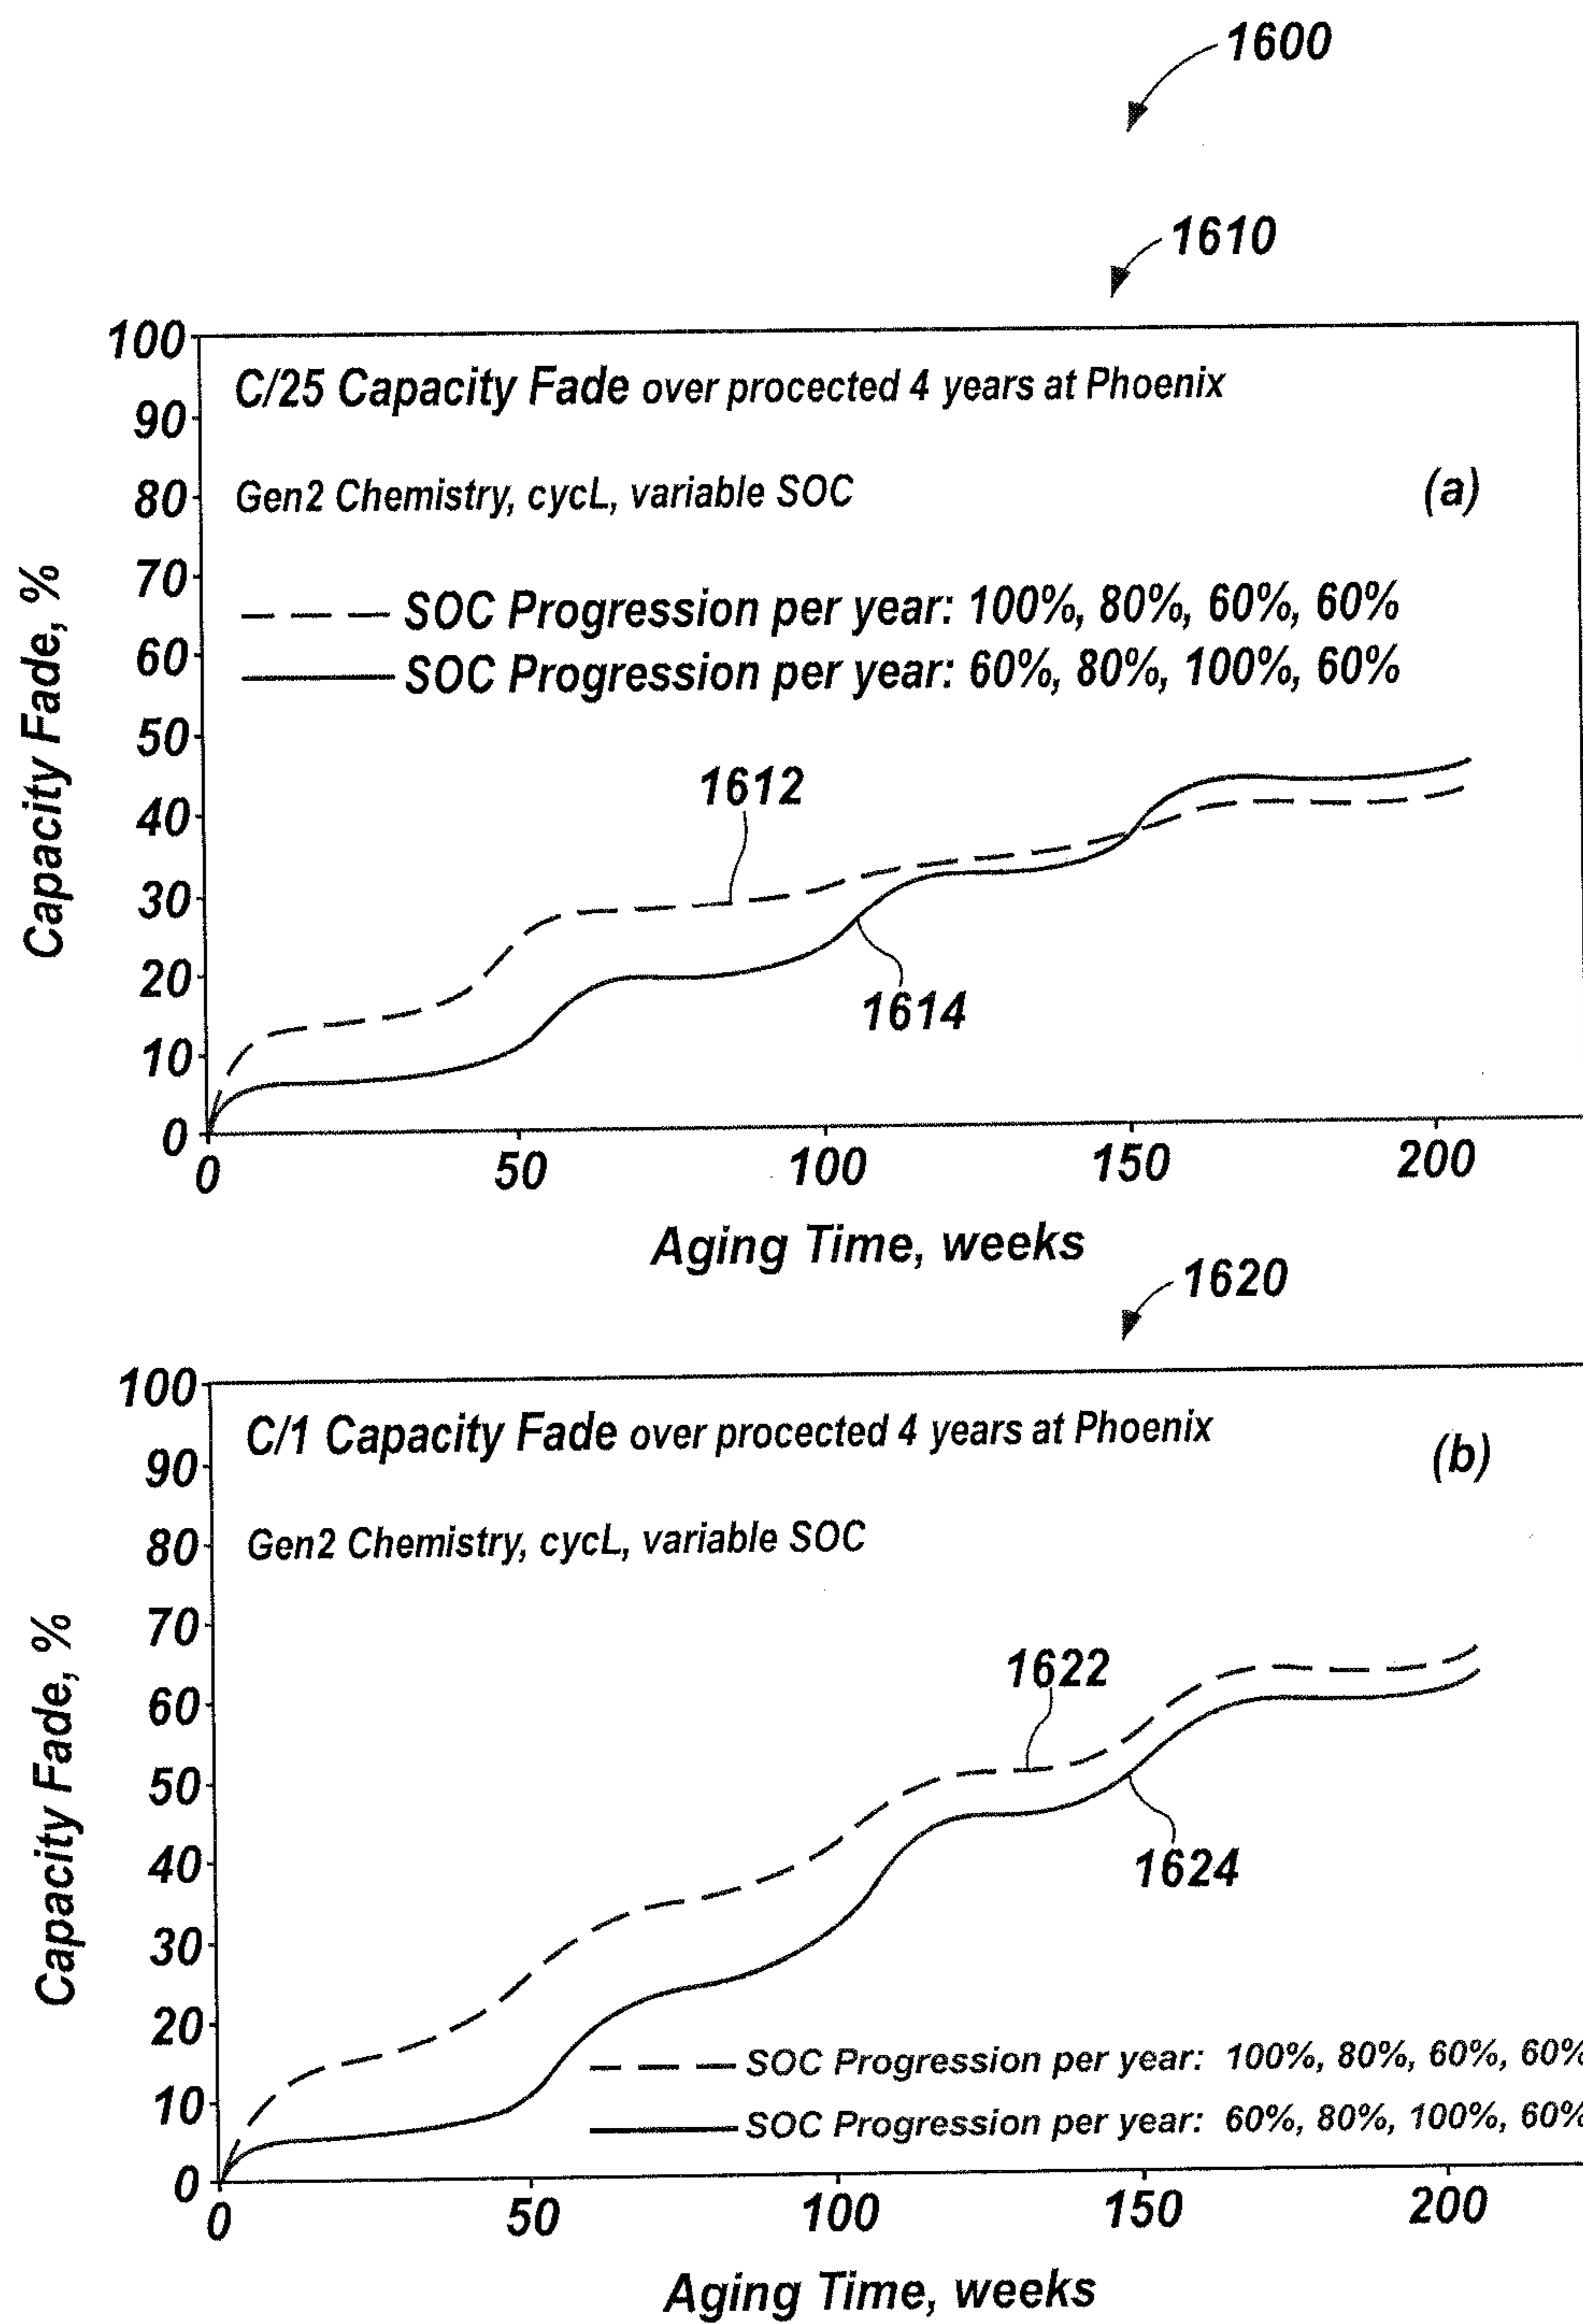 1600
1610
100
90
80
70
60
50
40
30
20
10
0
Capacity Fade, %
C/25 Capacity Fade over procected 4 years at Phoenix
Gen2 Chemistry, cycL, variable SOC
(a)
SOC Progression per year: 100%, 80%, 60%, 60%
SOC Progression per year: 60%, 80%, 100%, 60%
1612
1614
0 50 100 150 200
Aging Time, weeks
1620
100
90
80
70
60
50
40
30
20
10
0
Capacity Fade, %
C/1 Capacity Fade over procected 4 years at Phoenix
(b)
Gen2 Chemistry, cycL, variable SOC
1622
1624
SOC Progression per year: 100%, 80%, 60%, 60%
SOC Progression per year: 60%, 80%, 100%, 60%
0 50 100 150 200
Aging Time, weeks